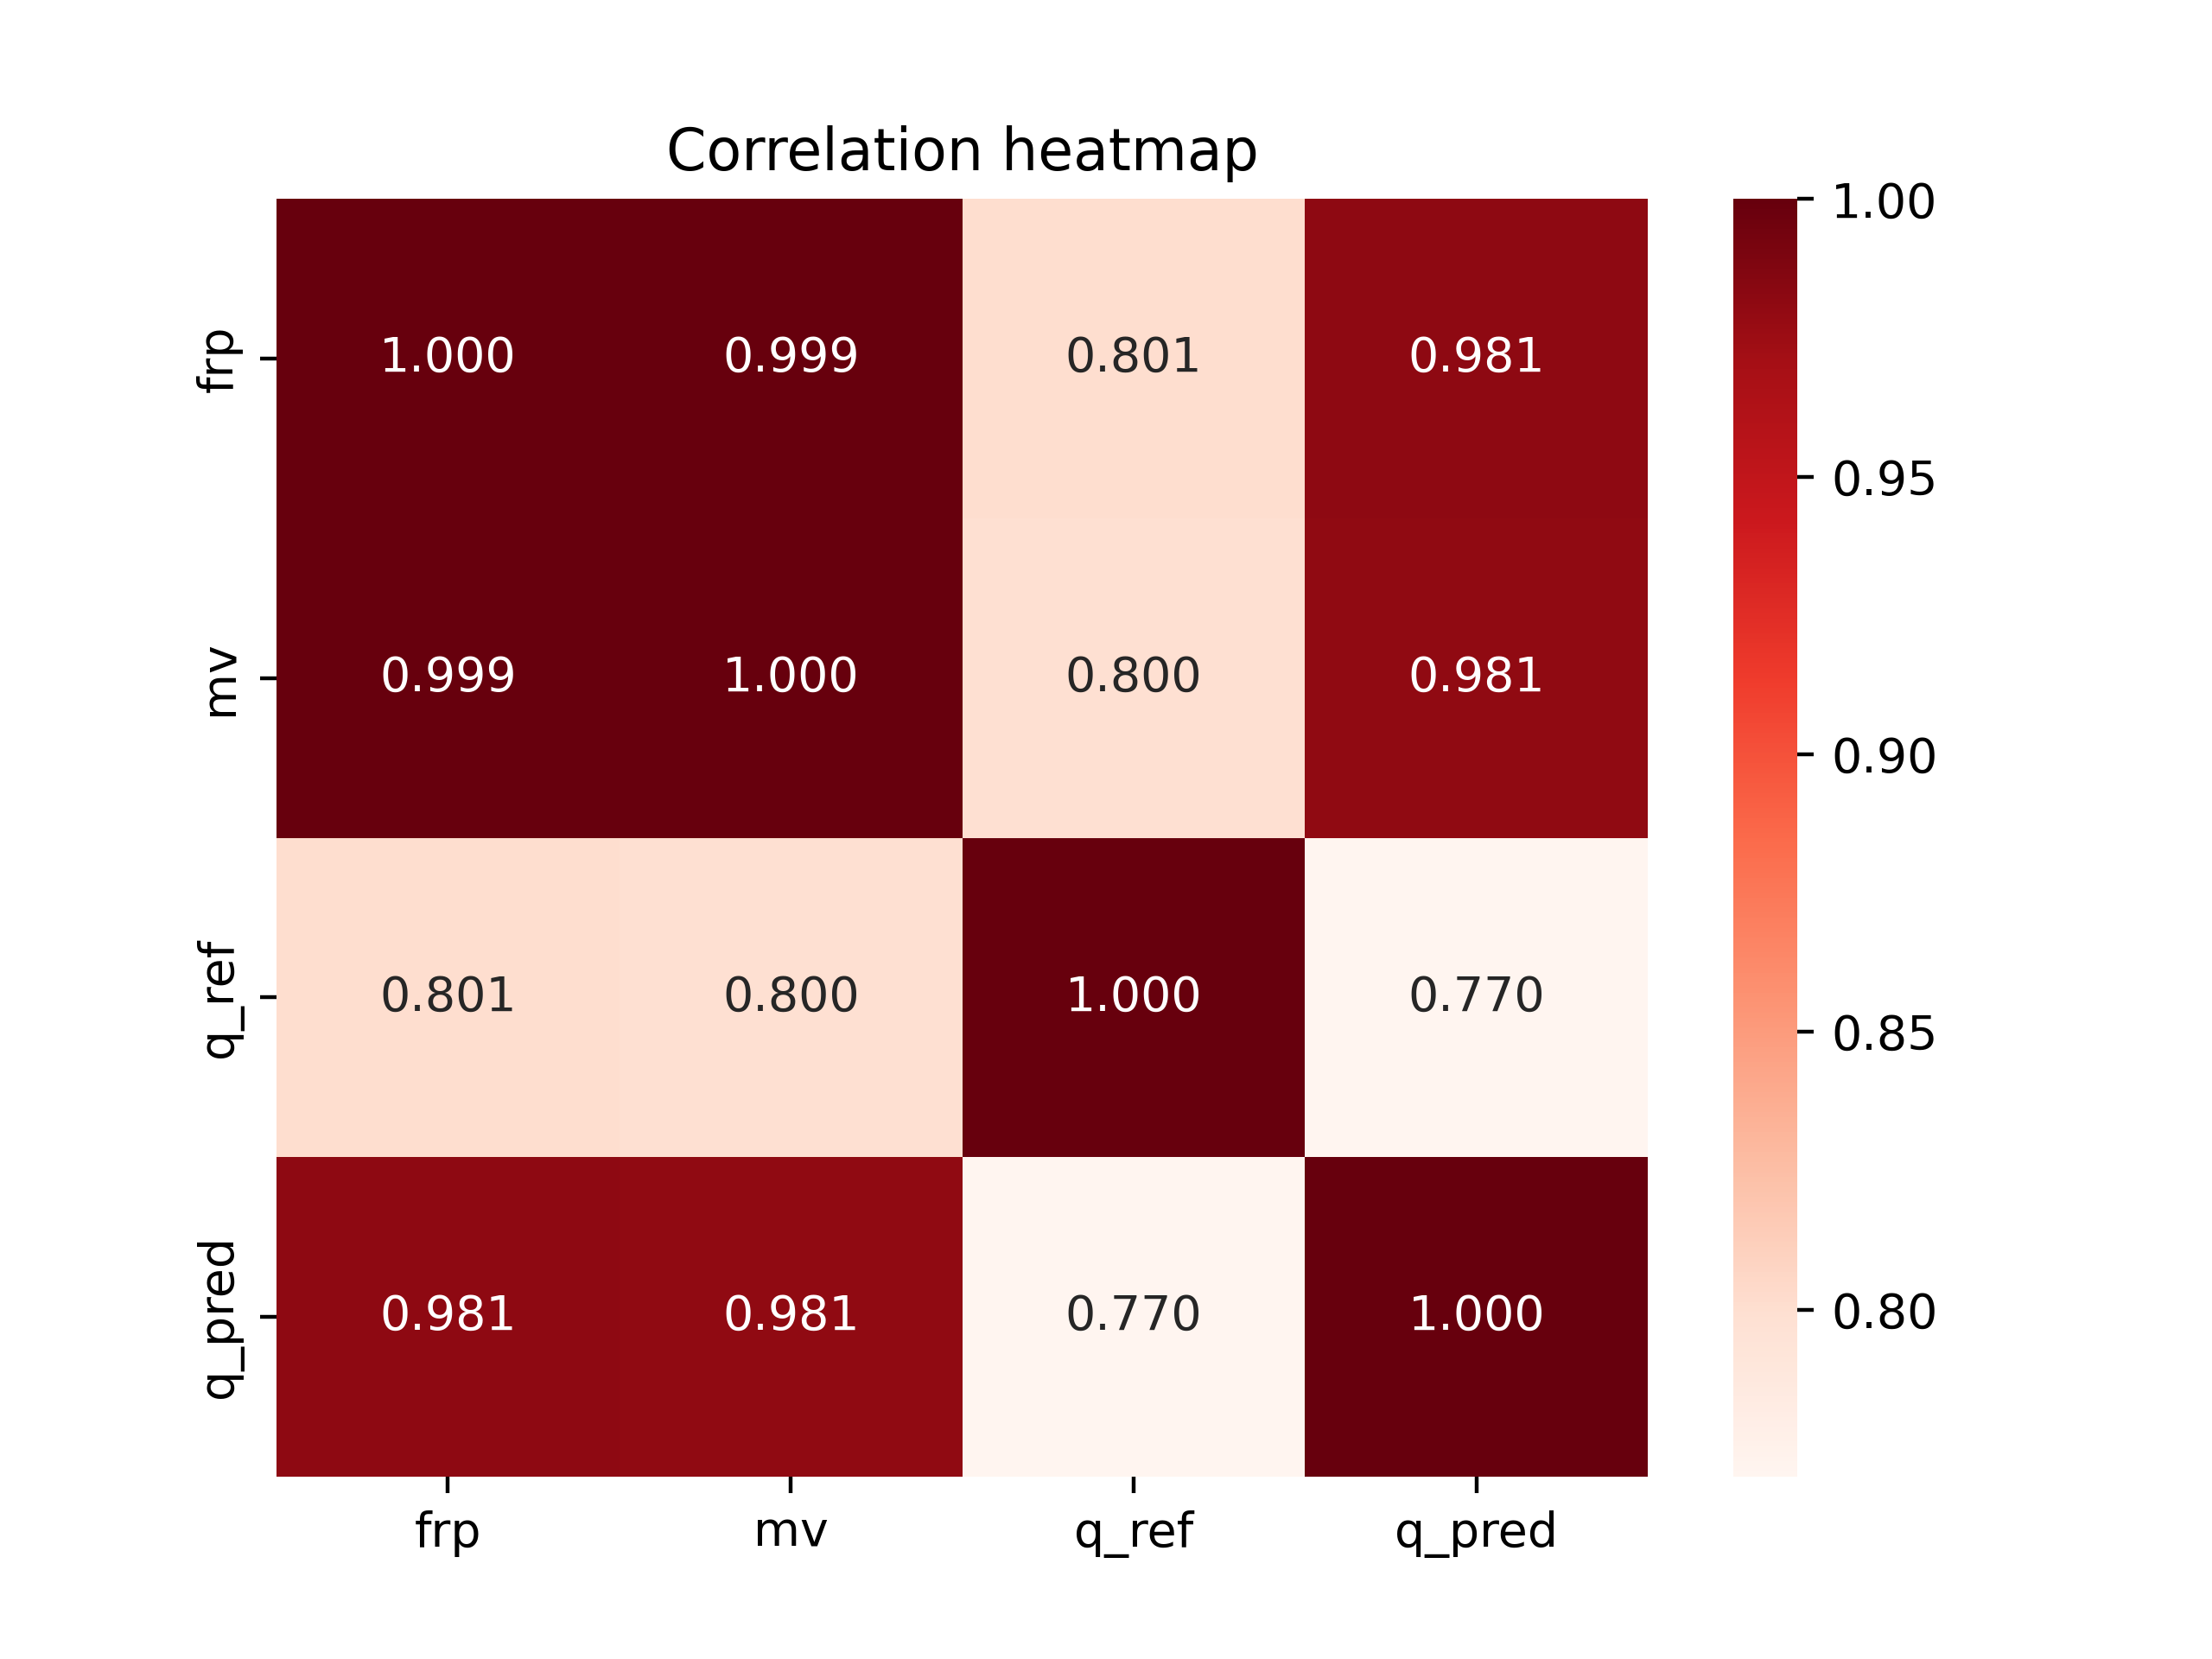 Correlation heatmap
frp 1.000 0.999 0.801 0.981
mv 0.999 1.000 0.800 0.981
q_ref 0.801 0.800 1.000 0.770
q_pred 0.981 0.981 0.770 1.000
frp mv q_ref q_pred
1.00
0.95
0.90
0.85
0.80